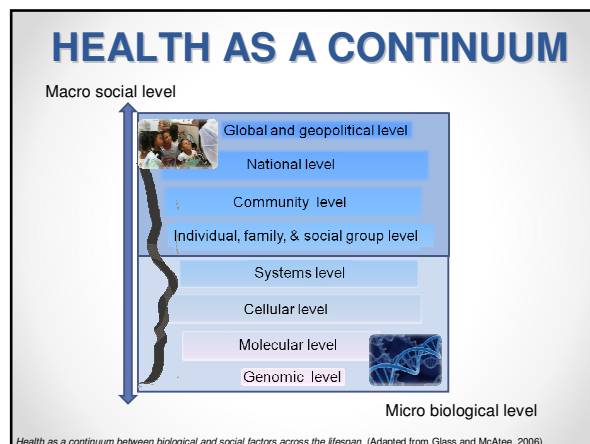 HEALTH AS A CONTINUUM
Macro social level
Global and geopolitical level
National level
Community level
Individual, family, & social group level
Systems level
Cellular level
Molecular level
Genomic level
Micro biological level
Health as a continuum between biological and social factors across the lifespan. (Adapted from Glass and McAtee, 2006)